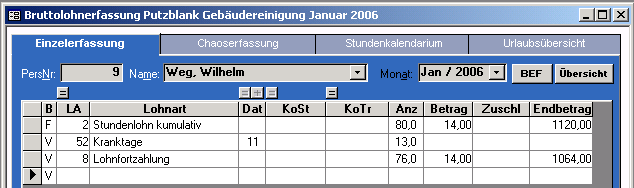 Bruttolohnerfassung Putzblank Gebäudereinigung Januar 2006
Einzelerfassung Chaoserfassung Stundenkalendarium Urlaubsübersicht
PersNr: 9 Name: Weg, Wilhelm Monat: Jan / 2006 BEF Übersicht
= = + = =
B LA Lohnart Dat KoSt KoTr Anz Betrag Zuschl Endbetrag
F 2 Stundenlohn kumulativ 80,0 14,00 1120,00
V 52 Kranktage 11 13,0
V 8 Lohnfortzahlung 76,0 14,00 1064,00
V